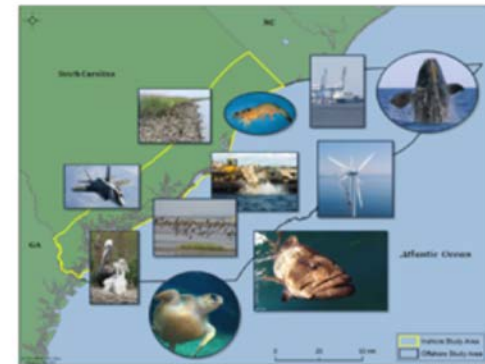 NC
South Carolina
GA
Atlantic Ocean
Inshore Study Area
Offshore Study Area